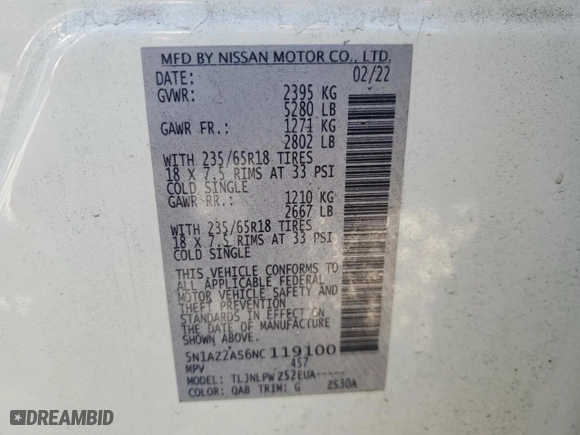 MFD BY NISSAN MOTOR CO., LTD.
DATE: 02/22
GVWR: 2395 KG
5280 LB
GAWR FR.: 1271 KG
2802 LB
WITH 235/65R18 TIRES
18 X 7.5 RIMS AT 33 PSI
COLD SINGLE
GAWR RR.: 1210 KG
2667 LB
WITH 235/65R18 TIRES
18 X 7.5 RIMS AT 33 PSI
COLD SINGLE
THIS VEHICLE CONFORMS TO
ALL APPLICABLE FEDERAL
MOTOR VEHICLE SAFETY AND
THEFT PREVENTION
STANDARDS IN EFFECT ON
THE DATE OF MANUFACTURE
SHOWN ABOVE.
5N1AZ2AS6NC119100
MPV 457
MODEL: TLJNLPWZS2EUA-----
COLOR: QAB TRIM: G ZS30A
AUTOHELPERBOT.COM